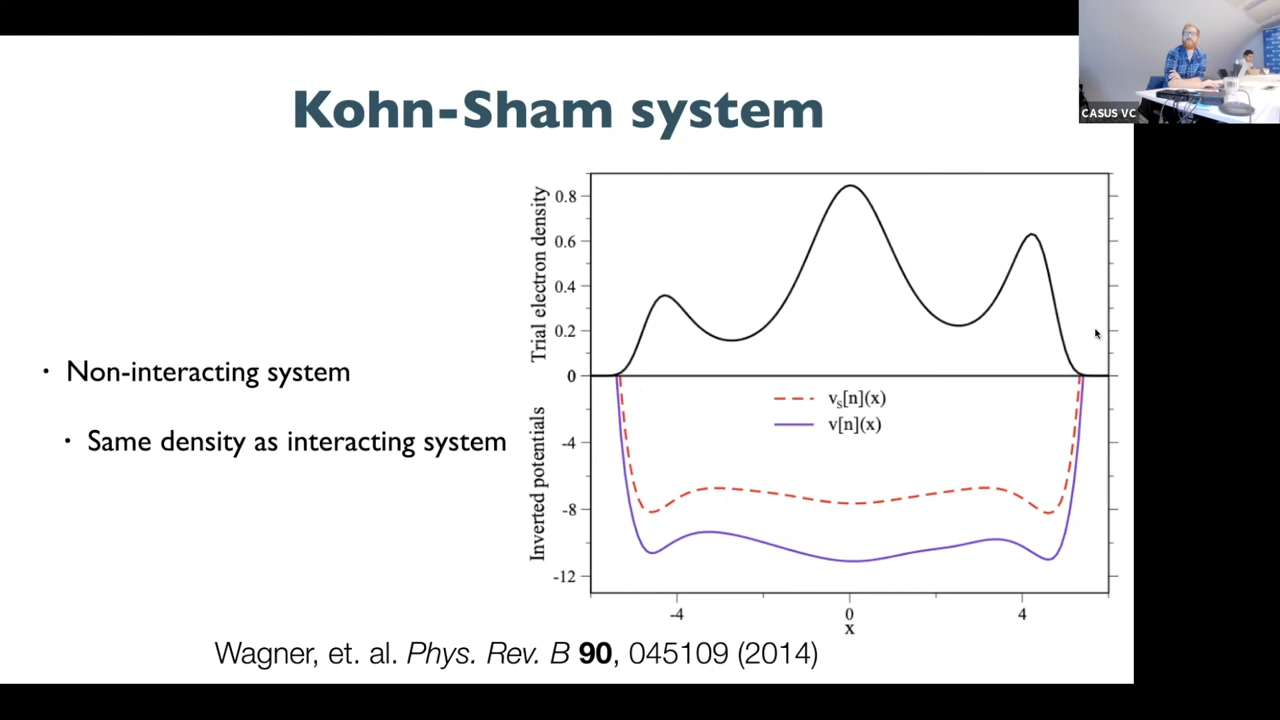 Kohn-Sham system
CASUS VC
Non-interacting system
Same density as interacting system
Trial electron density
0.8
0.6
0.4
0.2
0
Inverted potentials
-4
-8
-12
vS[n](x)
v[n](x)
-4 0 4
x
Wagner, et. al. Phys. Rev. B 90, 045109 (2014)